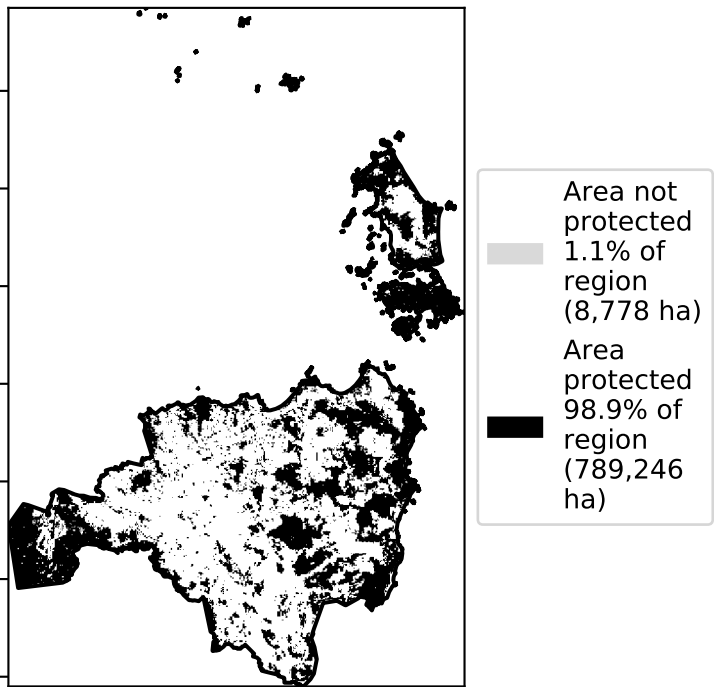 Area not
protected
1.1% of
region
(8,778 ha)
Area
protected
98.9% of
region
(789,246
ha)